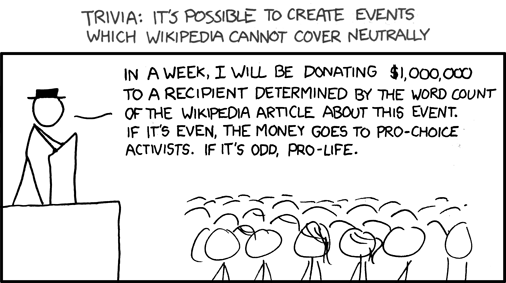 TRIVIA: IT'S POSSIBLE TO CREATE EVENTS
WHICH WIKIPEDIA CANNOT COVER NEUTRALLY
IN A WEEK, I WILL BE DONATING $1,000,000
TO A RECIPIENT DETERMINED BY THE WORD COUNT
OF THE WIKIPEDIA ARTICLE ABOUT THIS EVENT.
IF IT'S EVEN, THE MONEY GOES TO PRO-CHOICE
ACTIVISTS. IF IT'S ODD, PRO-LIFE.